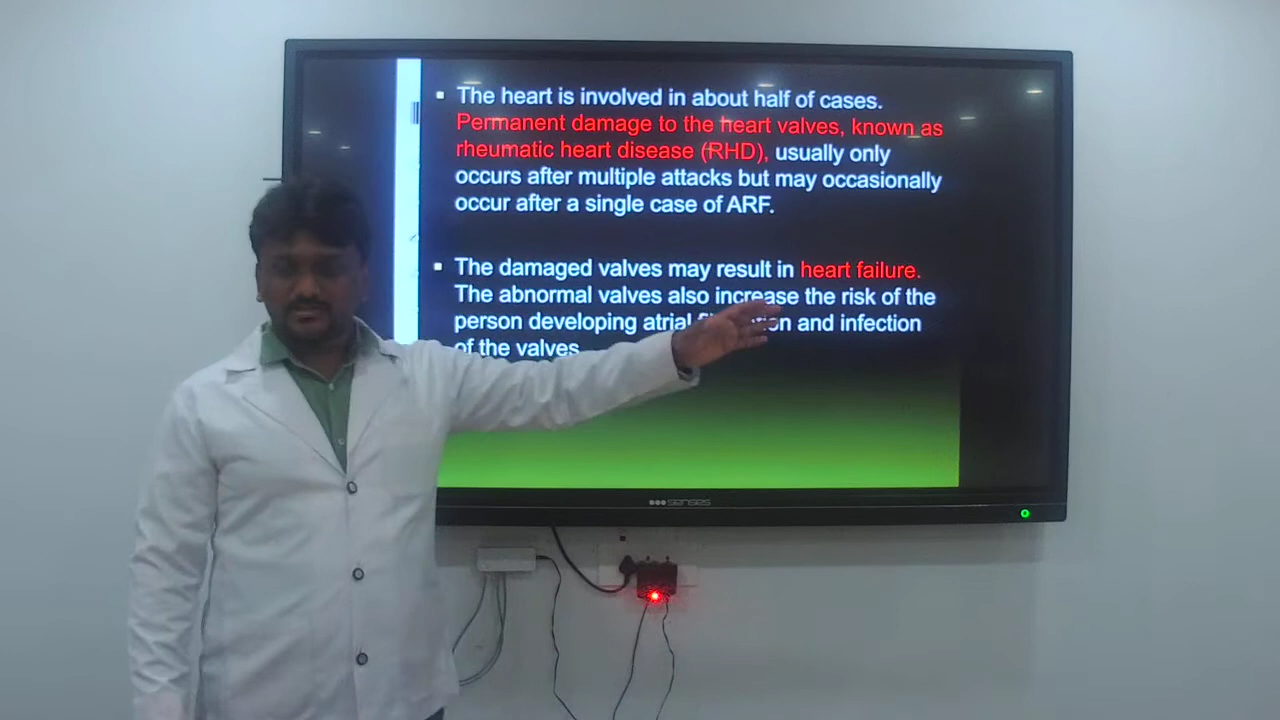 The heart is involved in about half of cases.
Permanent damage to the heart valves, known as
rheumatic heart disease (RHD), usually only
occurs after multiple attacks but may occasionally
occur after a single case of ARF.
The damaged valves may result in heart failure.
The abnormal valves also increase the risk of the
person developing atrial and infection
of the valves.
senses